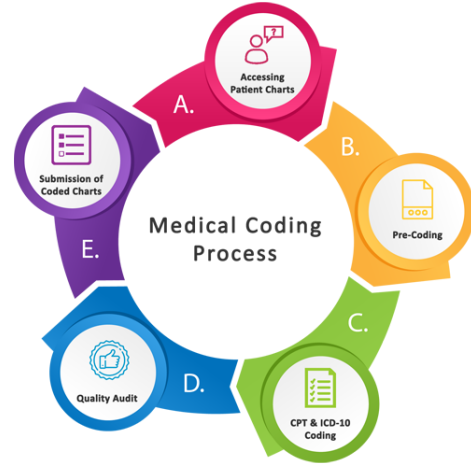 Medical Coding
Process
A.
Accessing
Patient Charts
B.
Pre-Coding
C.
CPT & ICD-10
Coding
D.
Quality Audit
E.
Submission of
Coded Charts
?